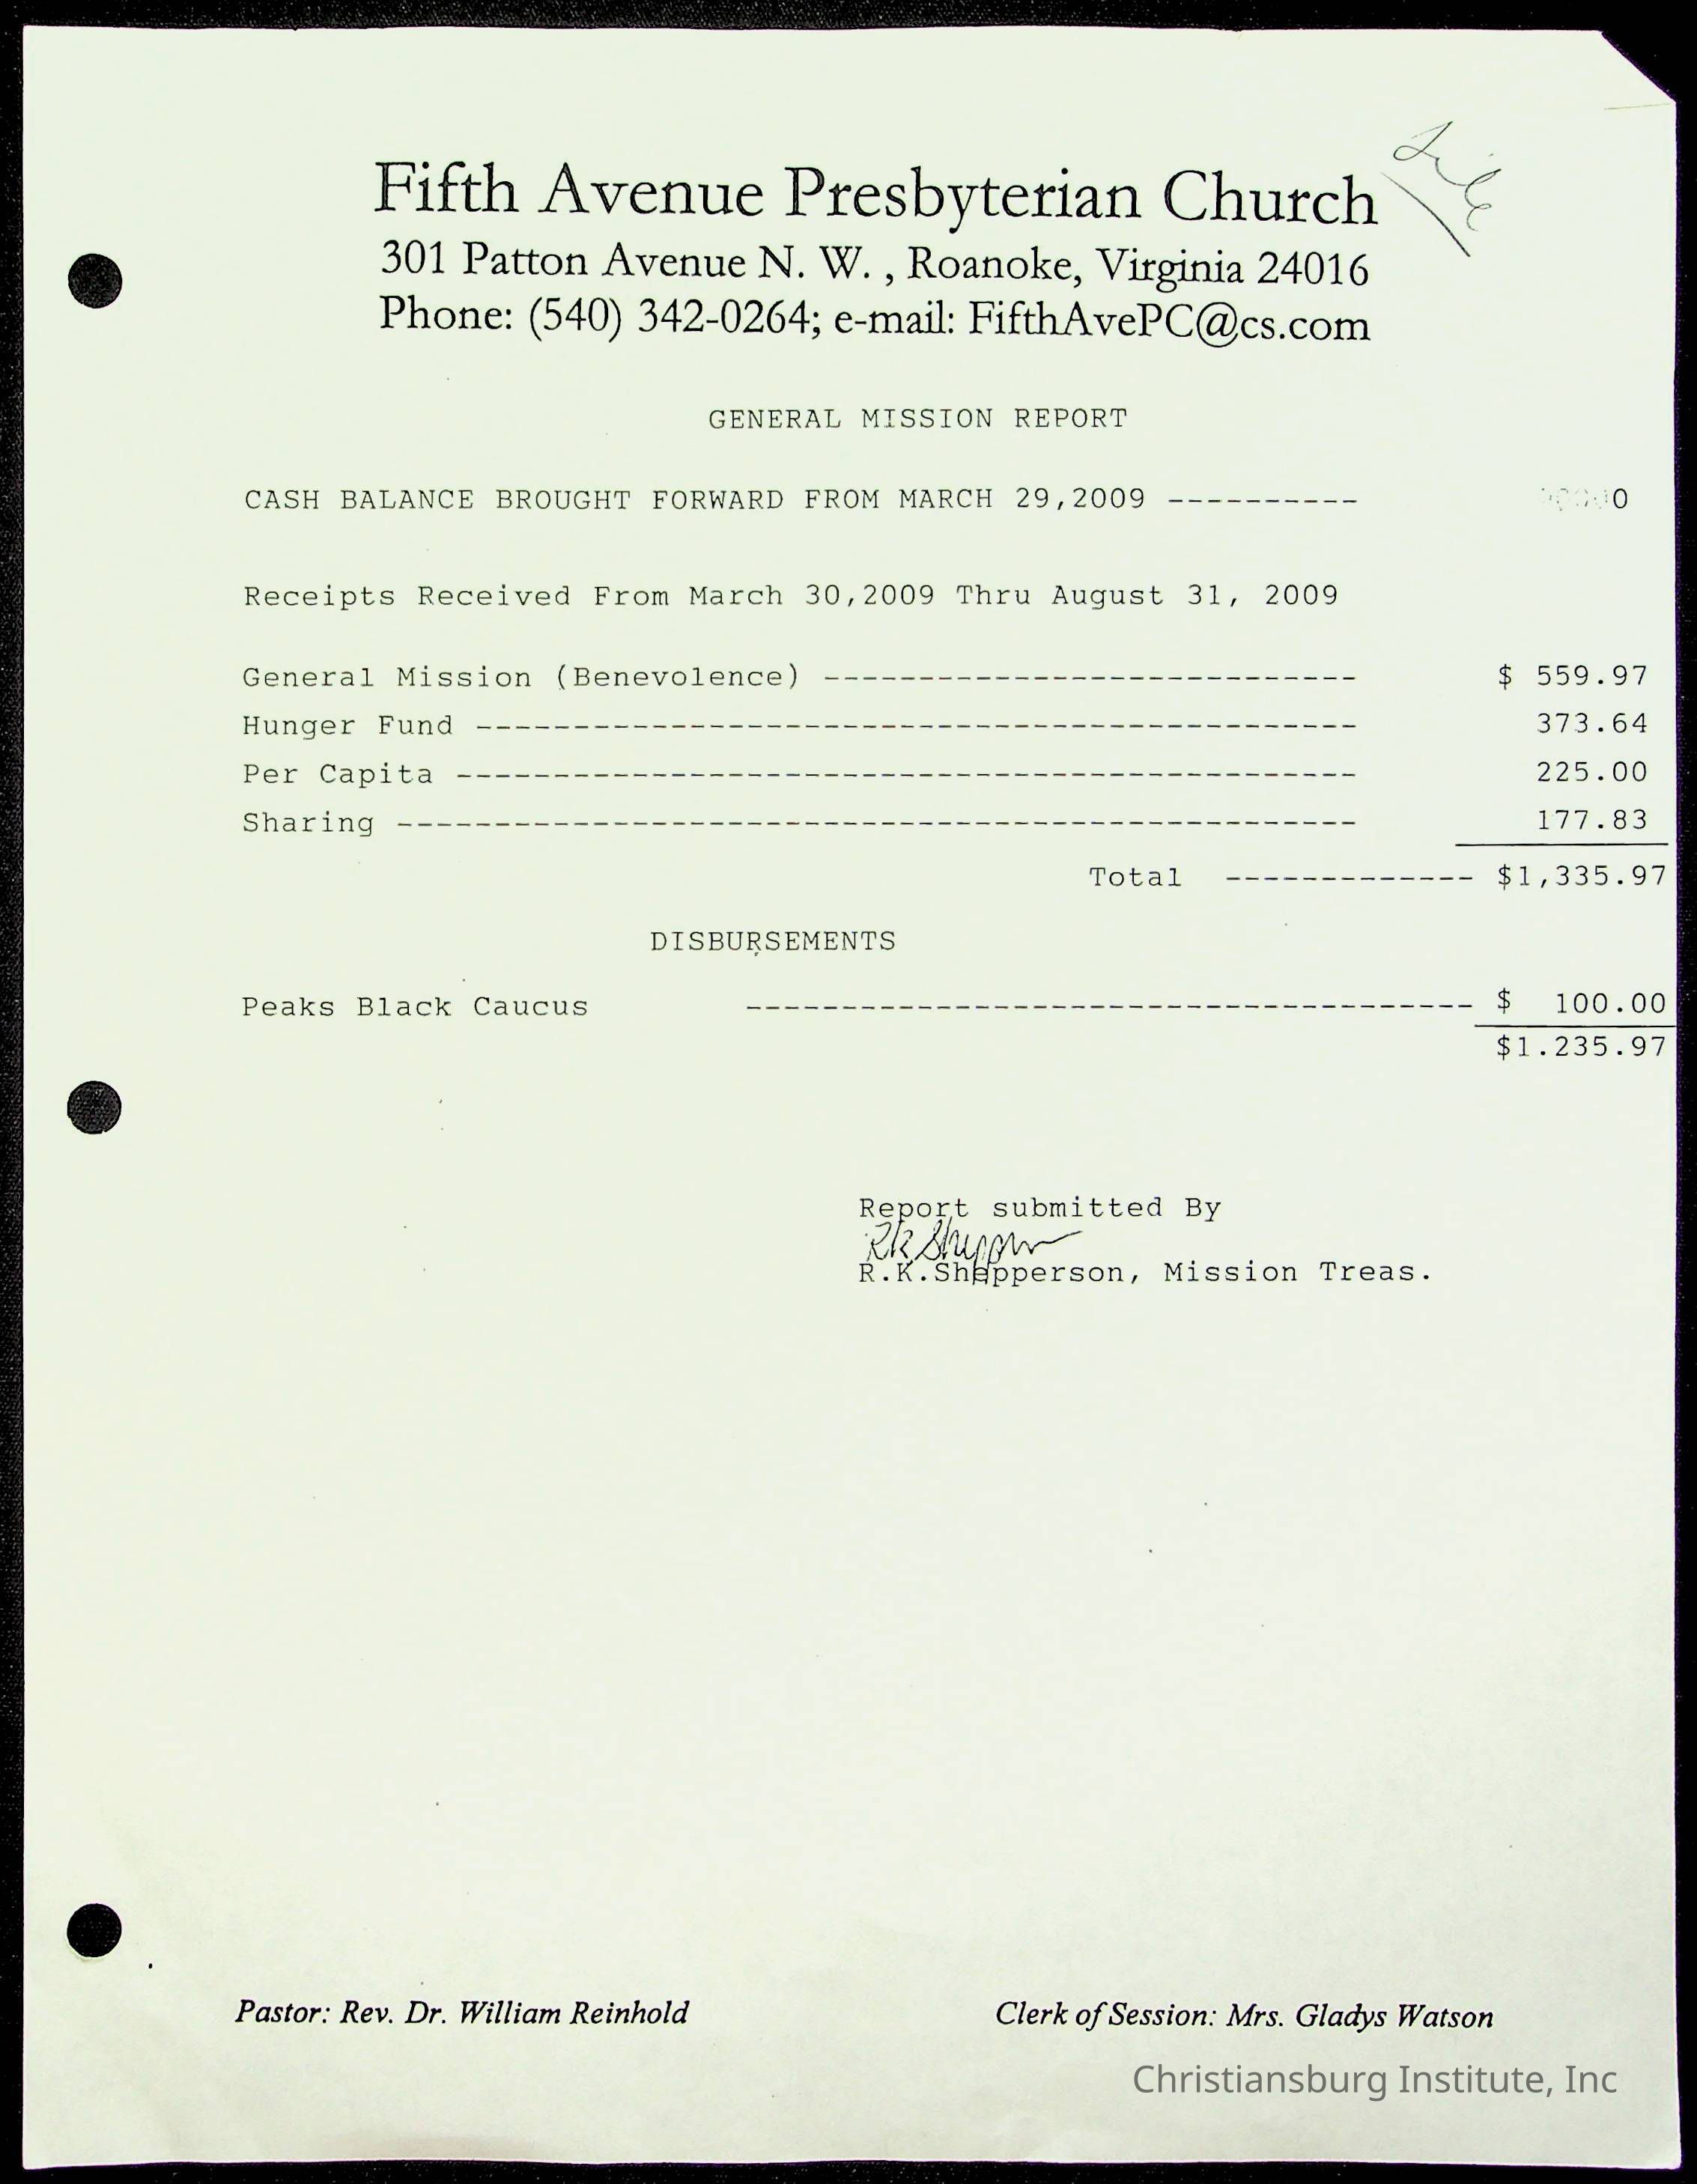 File
Fifth Avenue Presbyterian Church
301 Patton Avenue N. W. , Roanoke, Virginia 24016
Phone: (540) 342-0264; e-mail: FifthAvePC@cs.com
GENERAL MISSION REPORT
CASH BALANCE BROUGHT FORWARD FROM MARCH 29,2009 ---------- 0
Receipts Received From March 30,2009 Thru August 31, 2009
General Mission (Benevolence) ---------------------------- $ 559.97
Hunger Fund ---------------------------------------------- 373.64
Per Capita ----------------------------------------------- 225.00
Sharing -------------------------------------------------- 177.83
Total ------------- $1,335.97
DISBURSEMENTS
Peaks Black Caucus -------------------------------------- $ 100.00
$1.235.97
Report submitted By
RK Shepperson
R.K.Shepperson, Mission Treas.
Pastor: Rev. Dr. William Reinhold
Clerk of Session: Mrs. Gladys Watson
Christiansburg Institute, Inc